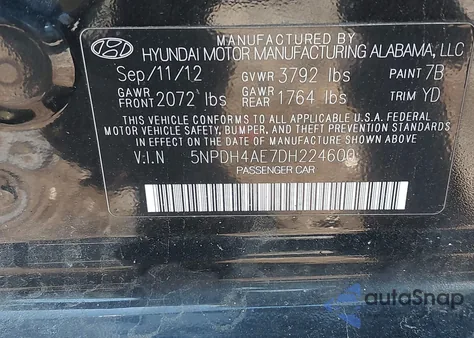 MANUFACTURED BY
HYUNDAI MOTOR MANUFACTURING ALABAMA, LLC
Sep/11/12 GVWR 3792 lbs PAINT 7B
GAWR FRONT 2072 lbs GAWR REAR 1764 lbs TRIM YD
THIS VEHICLE CONFORMS TO ALL APPLICABLE U.S.A. FEDERAL
MOTOR VEHICLE SAFETY, BUMPER, AND THEFT PREVENTION STANDARDS
IN EFFECT ON THE DATE OF MANUFACTURE SHOWN ABOVE.
V.I.N 5NPDH4AE7DH224600
PASSENGER CAR
autoSnap